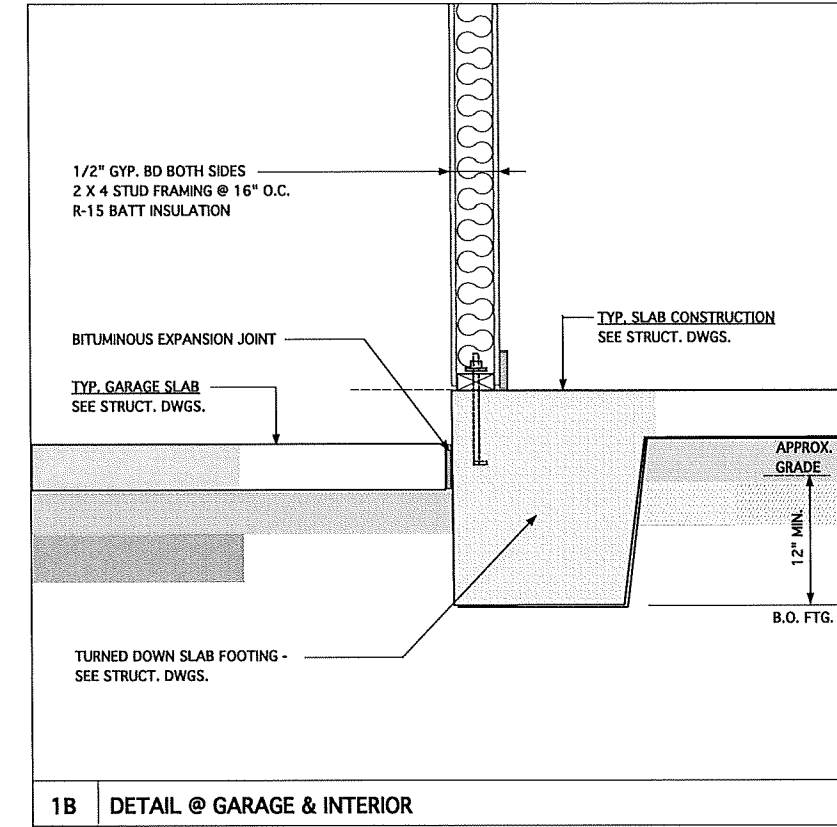 1/2" GYP. BD BOTH SIDES
2 X 4 STUD FRAMING @ 16" O.C.
R-15 BATT INSULATION
TYP. SLAB CONSTRUCTION
SEE STRUCT. DWGS.
BITUMINOUS EXPANSION JOINT
TYP. GARAGE SLAB
SEE STRUCT. DWGS.
APPROX.
GRADE
12" MIN.
B.O. FTG.
TURNED DOWN SLAB FOOTING -
SEE STRUCT. DWGS.
1B DETAIL @ GARAGE & INTERIOR